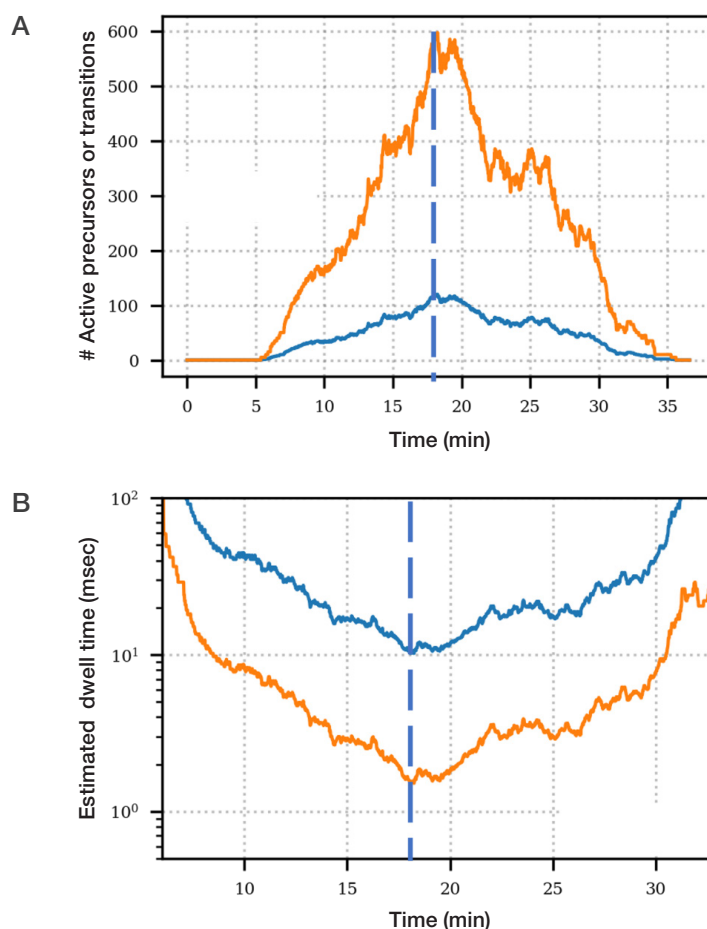 A
# Active precursors or transitions
600
500
400
300
200
100
0
0 5 10 15 20 25 30 35
Time (min)
B
Estimated dwell time (msec)
10²
10¹
10⁰
10 15 20 25 30
Time (min)